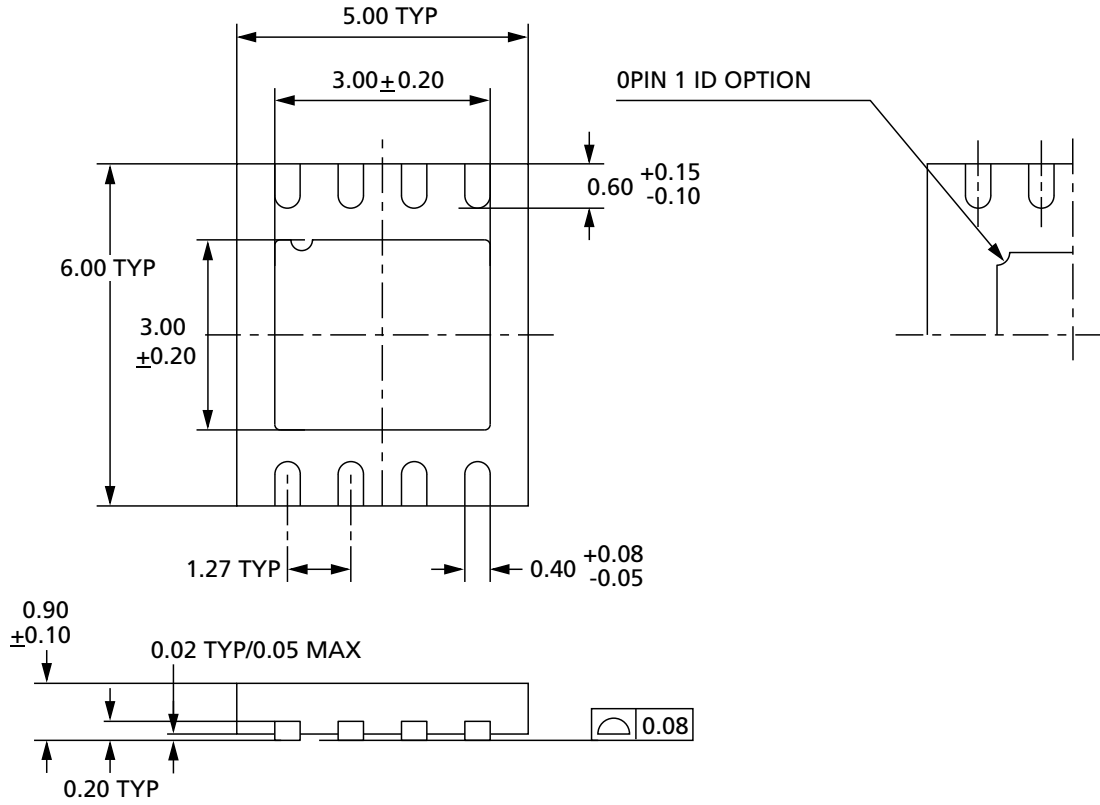 5.00 TYP
3.00±0.20
0PIN 1 ID OPTION
0.60 +0.15
-0.10
6.00 TYP
3.00
±0.20
1.27 TYP
0.40 +0.08
-0.05
0.90
±0.10
0.02 TYP/0.05 MAX
0.08
0.20 TYP